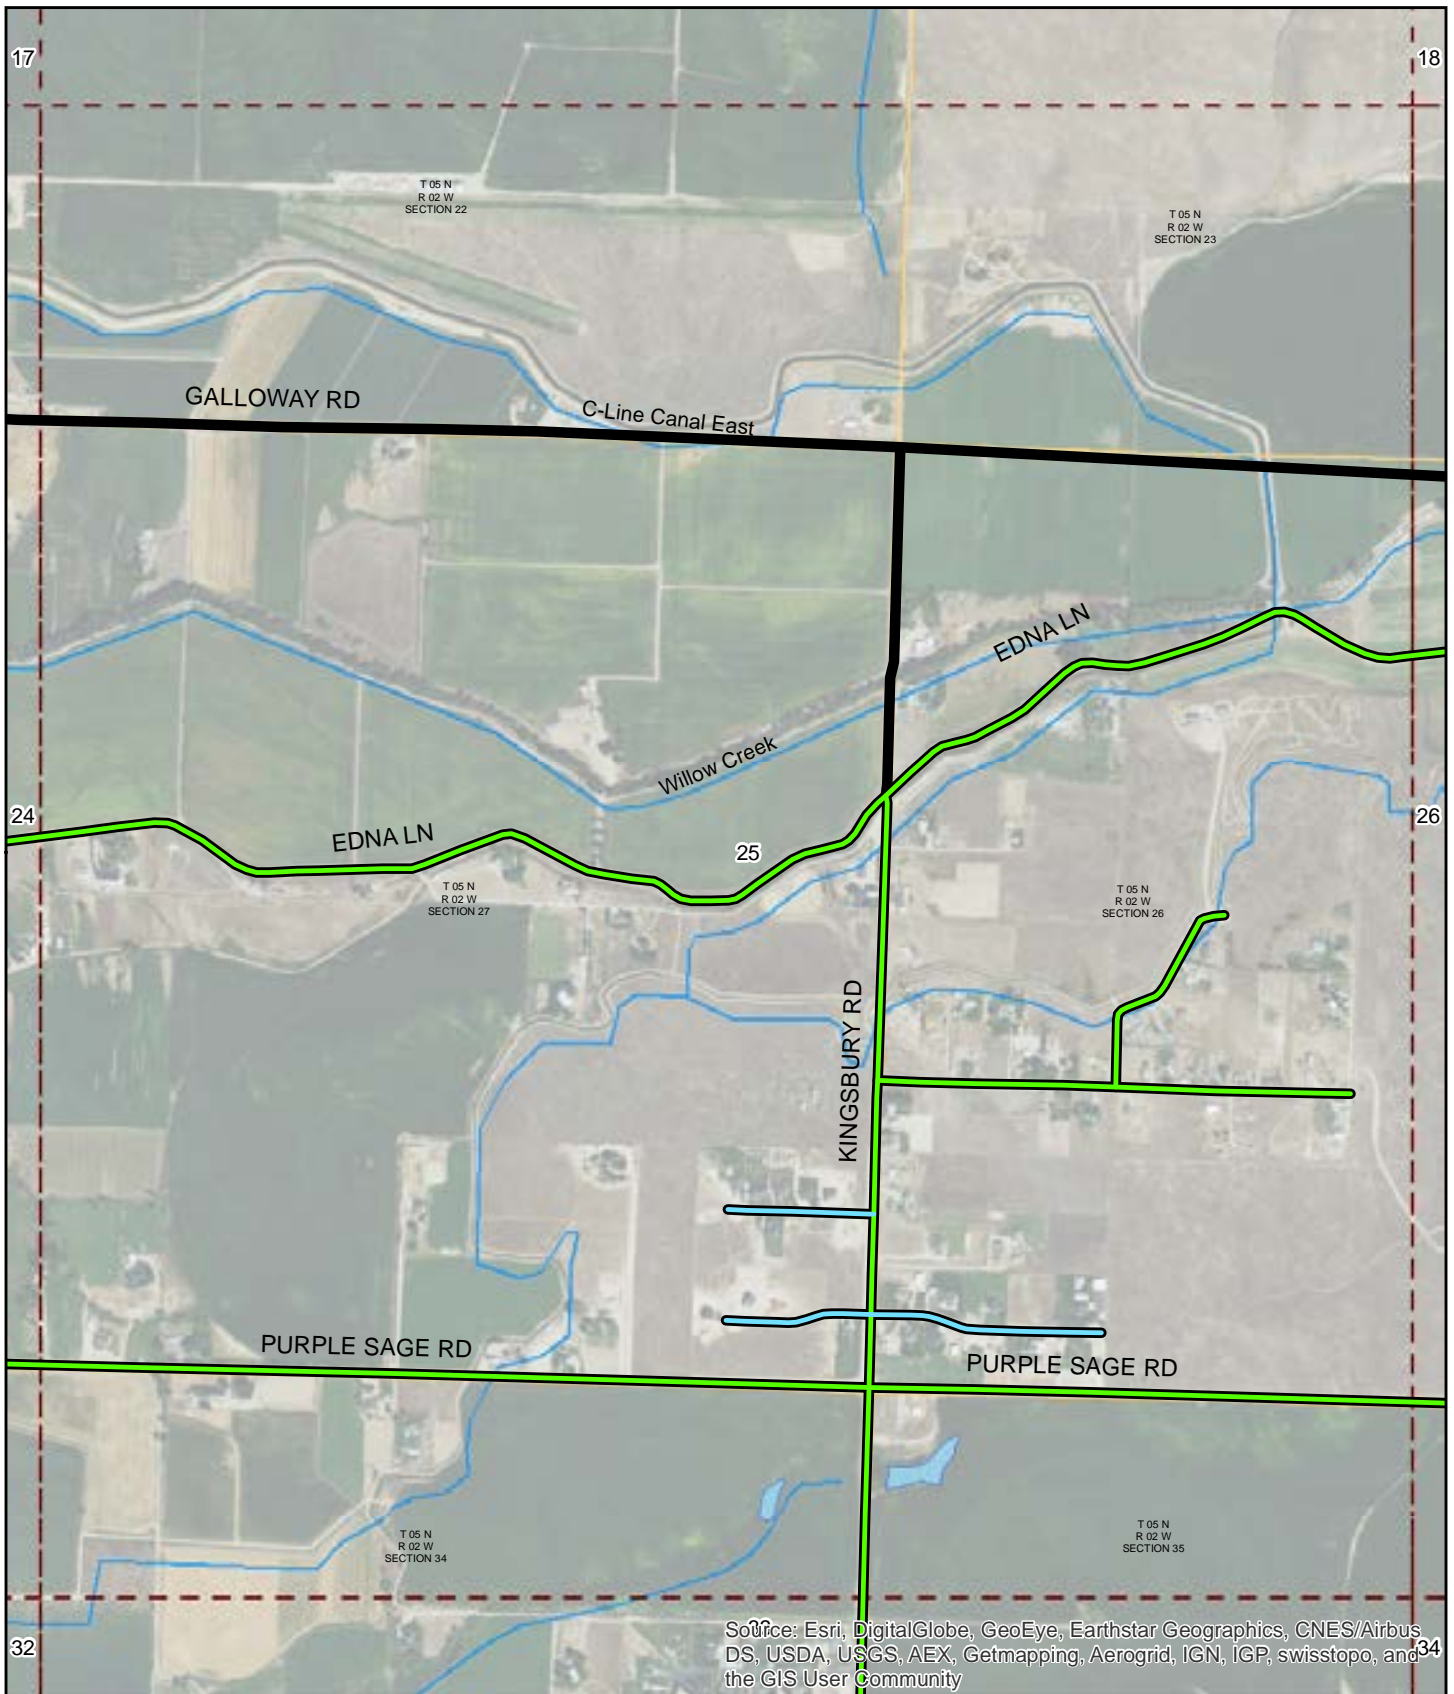 17
18
T 05 N
R 02 W
SECTION 22
T 05 N
R 02 W
SECTION 23
GALLOWAY RD
C-Line Canal East
EDNA LN
Willow Creek
24
EDNA LN
25
26
T 05 N
R 02 W
SECTION 27
T 05 N
R 02 W
SECTION 26
KINGSBURY RD
PURPLE SAGE RD
PURPLE SAGE RD
T 05 N
R 02 W
SECTION 34
T 05 N
R 02 W
SECTION 35
32
34
Source: Esri, DigitalGlobe, GeoEye, Earthstar Geographics, CNES/Airbus
DS, USDA, USGS, AEX, Getmapping, Aerogrid, IGN, IGP, swisstopo, and
the GIS User Community